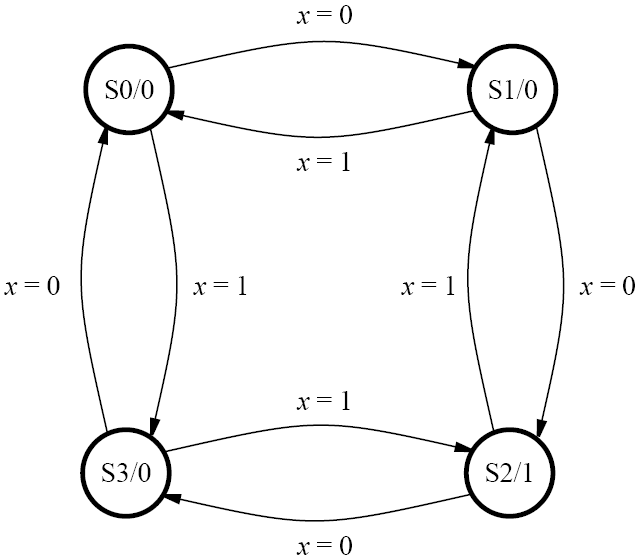 x = 0
S0/0
S1/0
x = 1
x = 0
x = 1
x = 1
x = 0
x = 1
S3/0
S2/1
x = 0